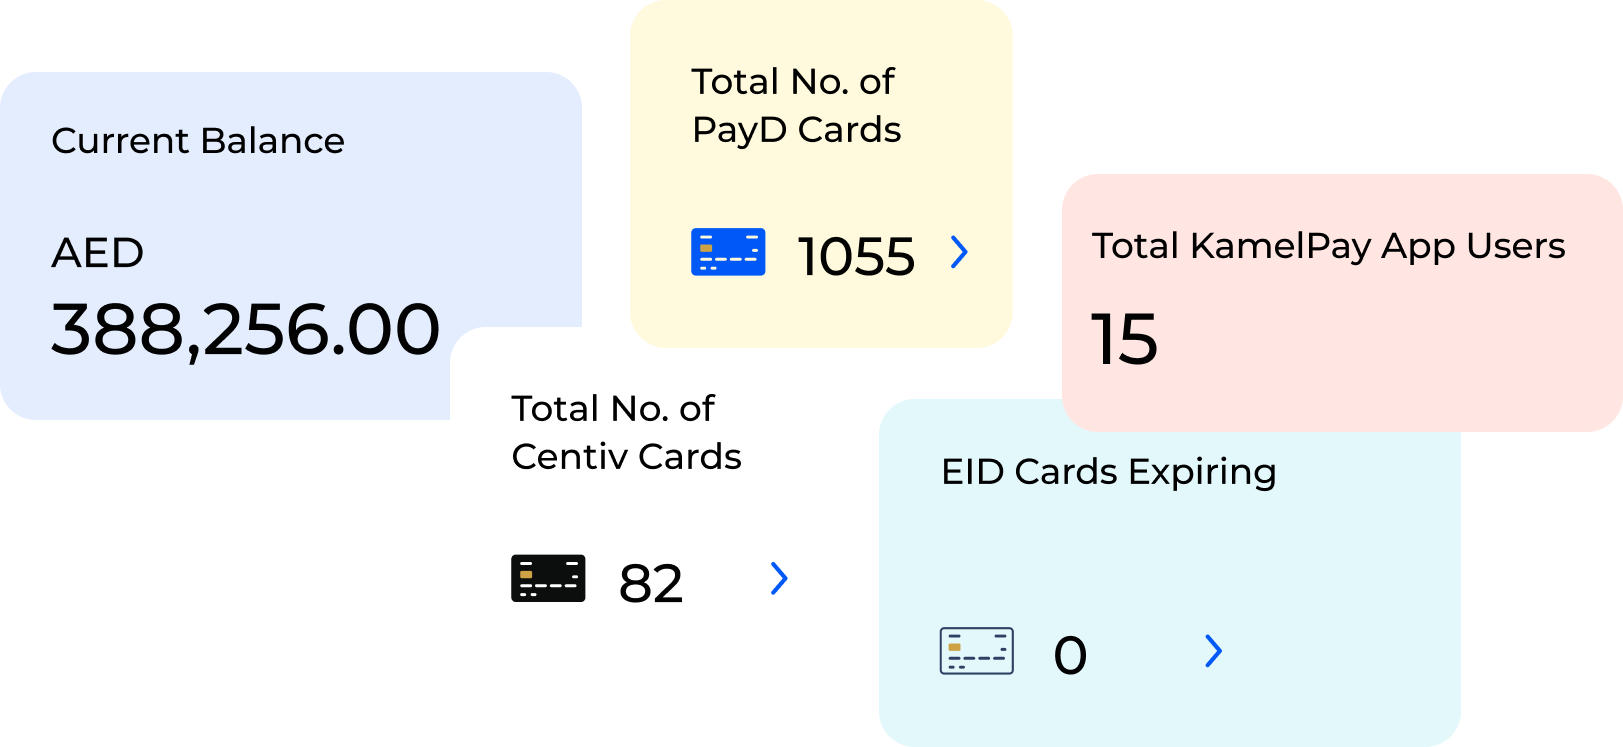 Current Balance
AED
388,256.00
Total No. of
PayD Cards
1055
Total KamelPay App Users
15
Total No. of
Centiv Cards
82
EID Cards Expiring
0